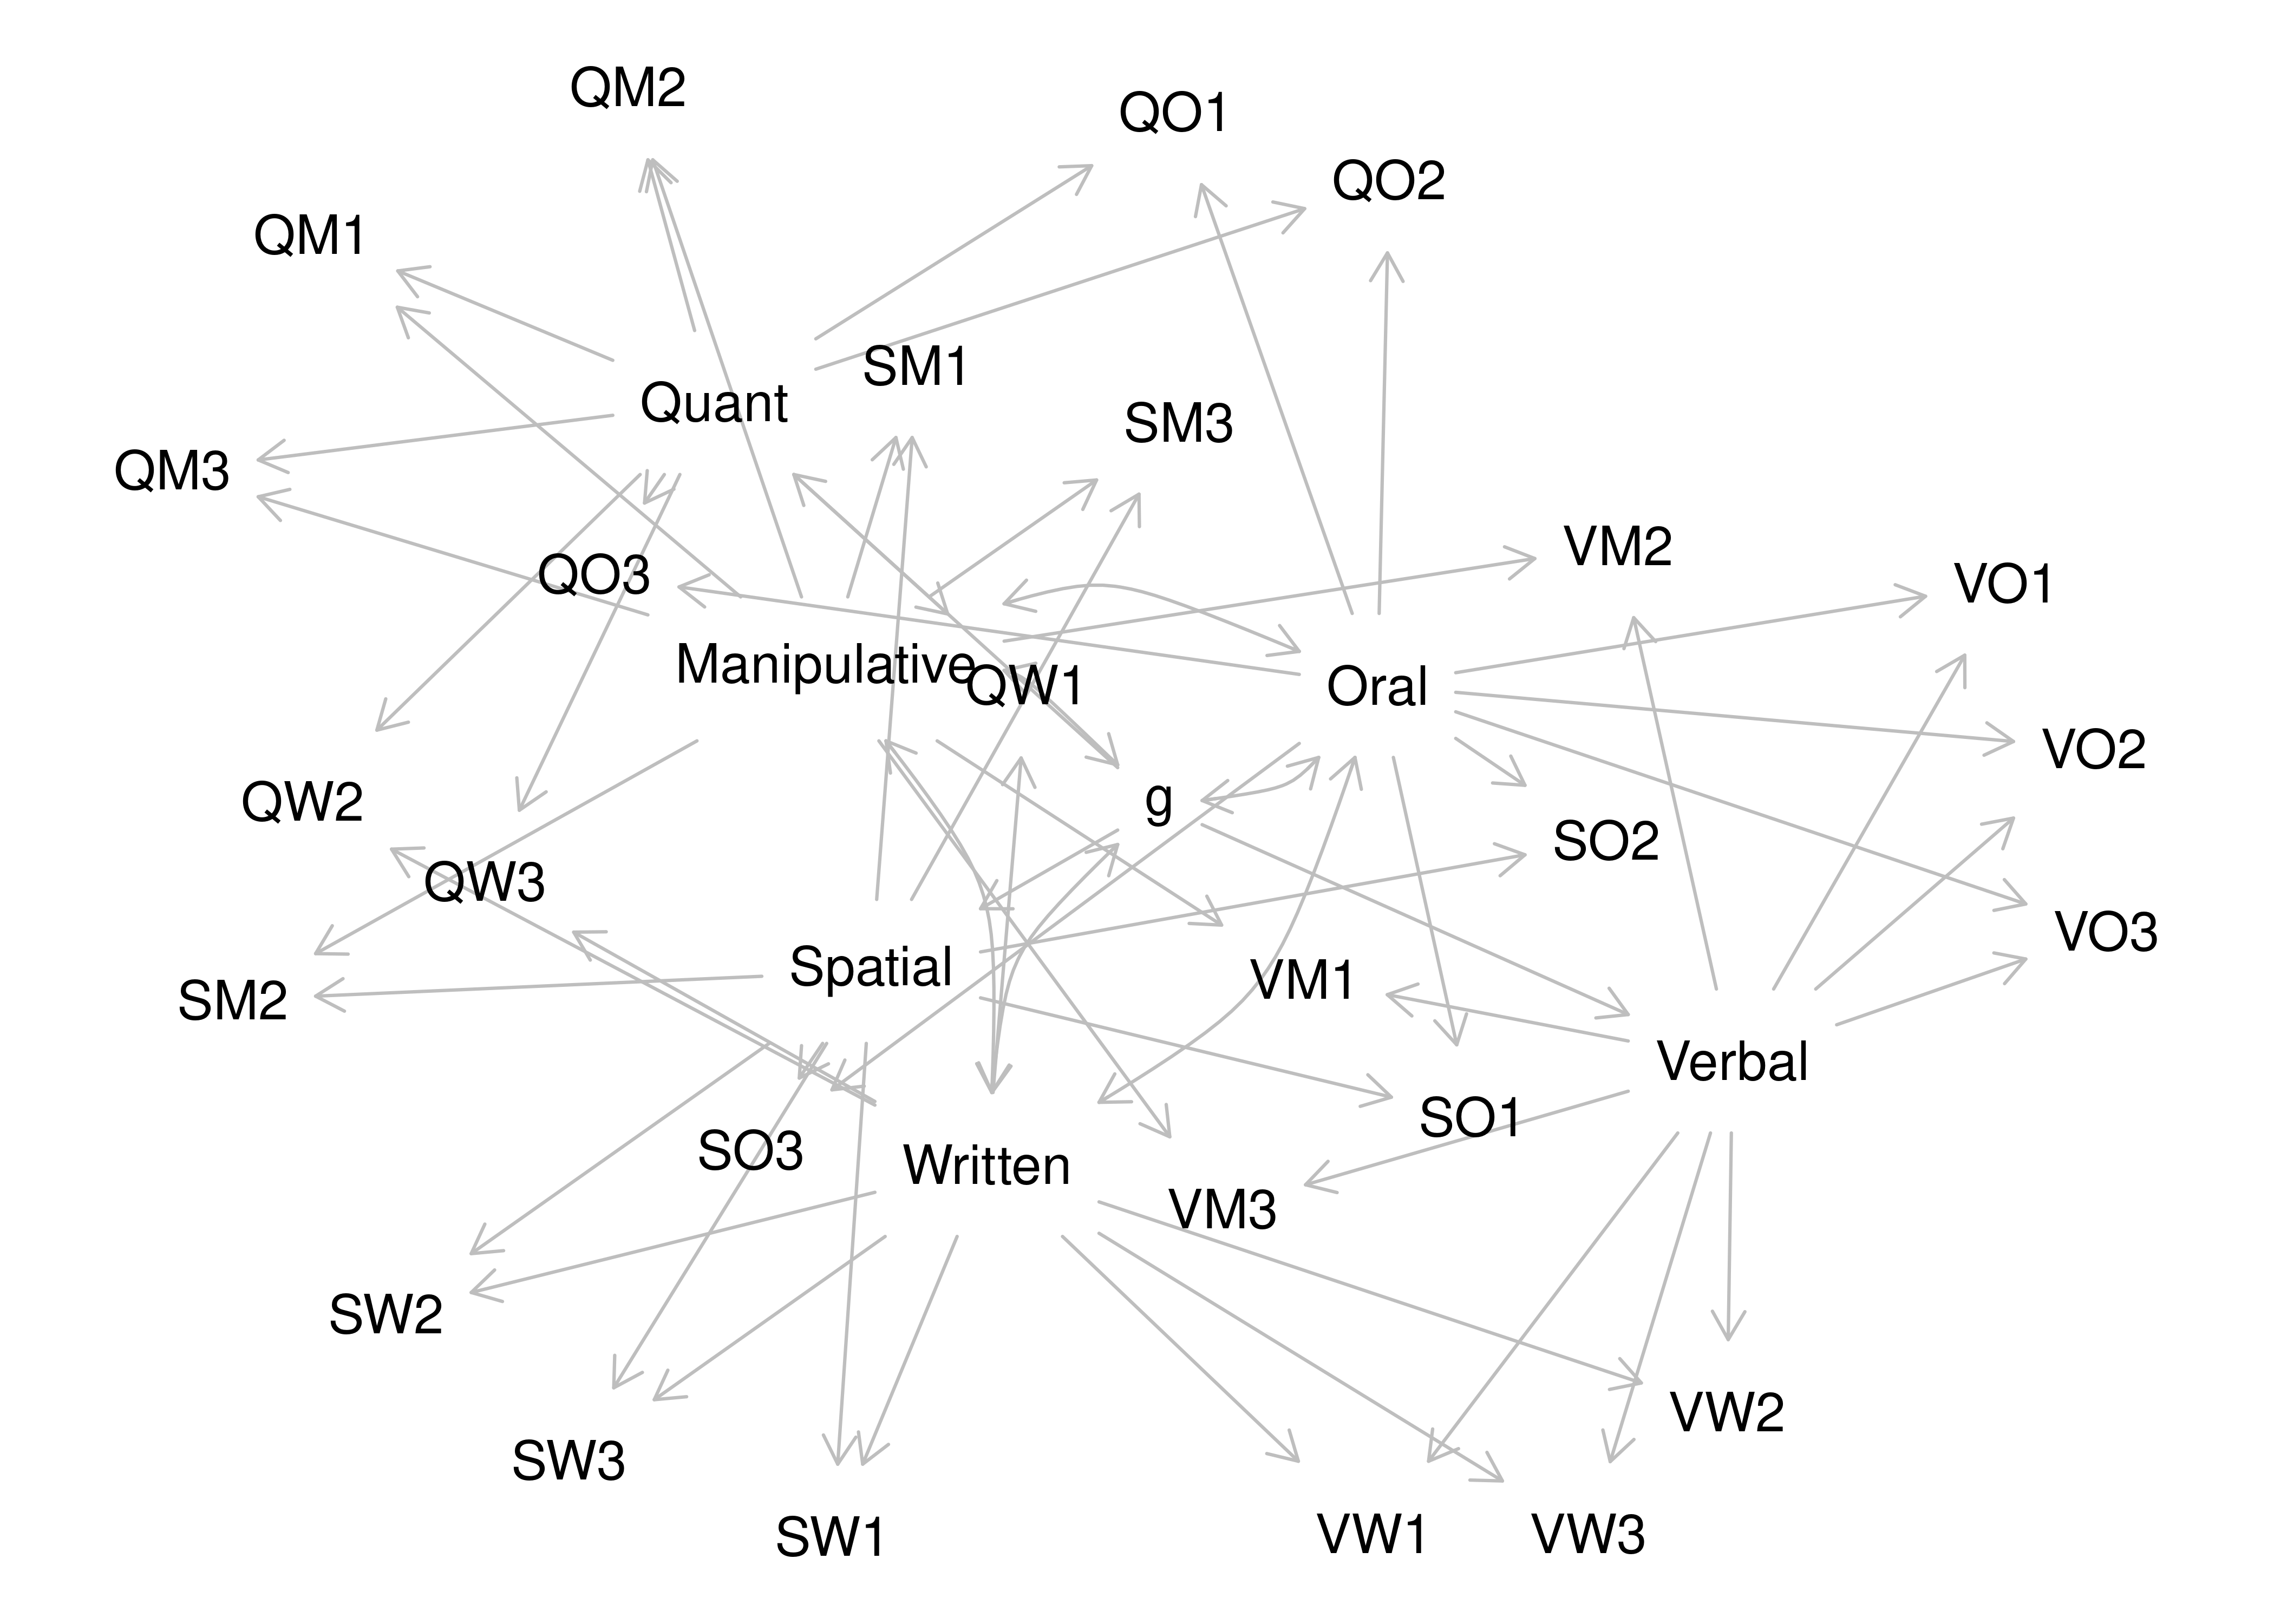 QM2
QO1
QO2
QM1
SM1
Quant
SM3
QM3
VM2
QO3
VO1
Manipulative
QW1
Oral
VO2
QW2
g
SO2
QW3
VO3
Spatial
VM1
SM2
Verbal
SO1
SO3
Written
VM3
SW2
VW2
SW3
SW1
VW1
VW3